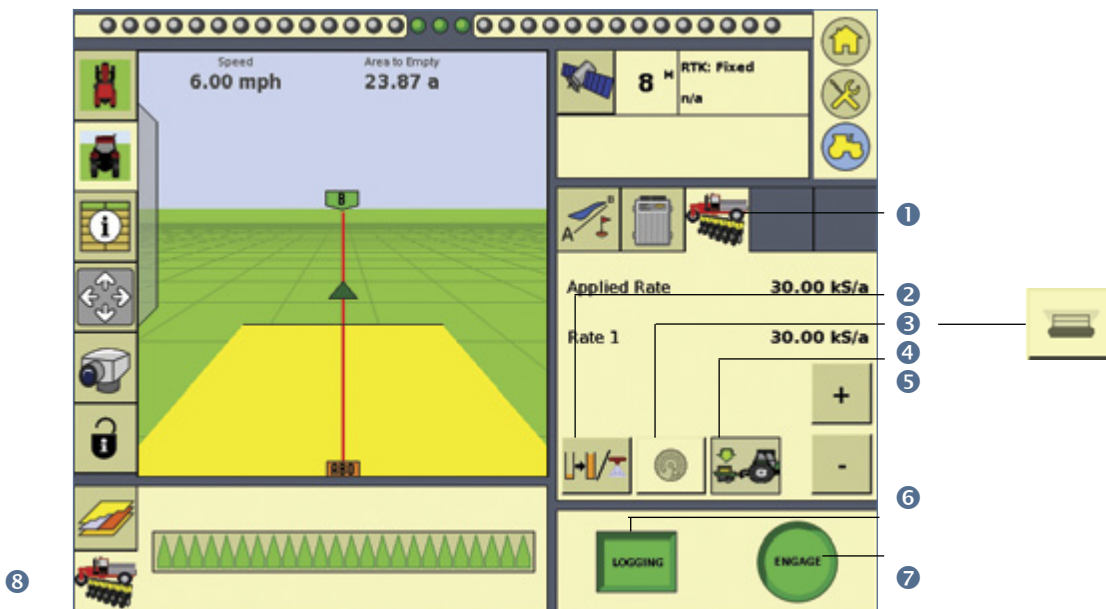 Speed
6.00 mph
Area to Empty
23.87 a
8 H
RTK: Fixed
n/a
B
A B
Applied Rate 30.00 kS/a
Rate 1 30.00 kS/a
+
-
i
i
AB0
LOGGING
ENGAGE
1
2
3
4
5
6
7
8